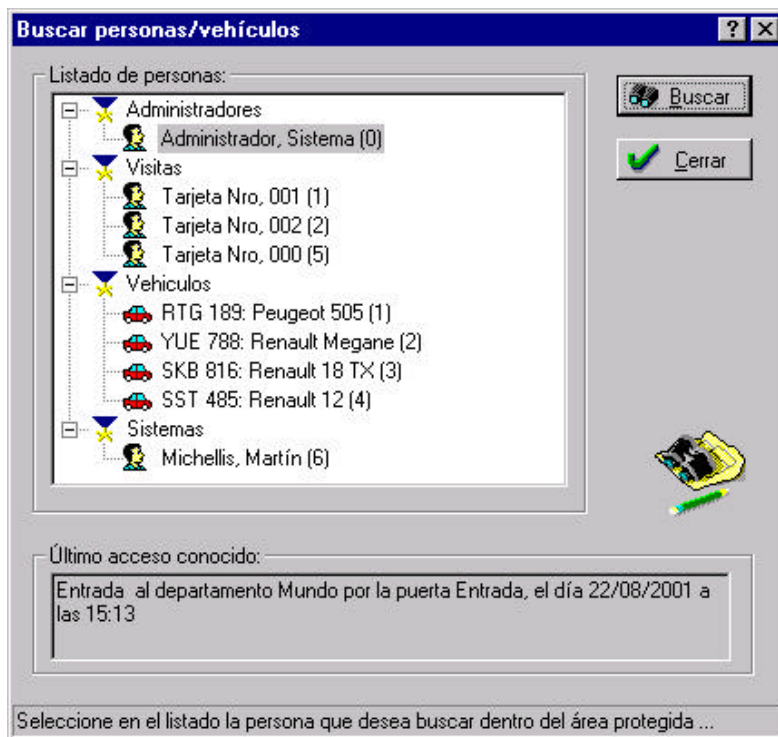 Buscar personas/vehículos
Listado de personas:
Administradores
Administrador, Sistema (0)
Visitas
Tarjeta Nro, 001 (1)
Tarjeta Nro, 002 (2)
Tarjeta Nro, 000 (5)
Vehiculos
RTG 189: Peugeot 505 (1)
YUE 788: Renault Megane (2)
SKB 816: Renault 18 TX (3)
SST 485: Renault 12 (4)
Sistemas
Michellis, Martín (6)
Buscar
Cerrar
Último acceso conocido:
Entrada al departamento Mundo por la puerta Entrada, el día 22/08/2001 a
las 15:13
Seleccione en el listado la persona que desea buscar dentro del área protegida ...